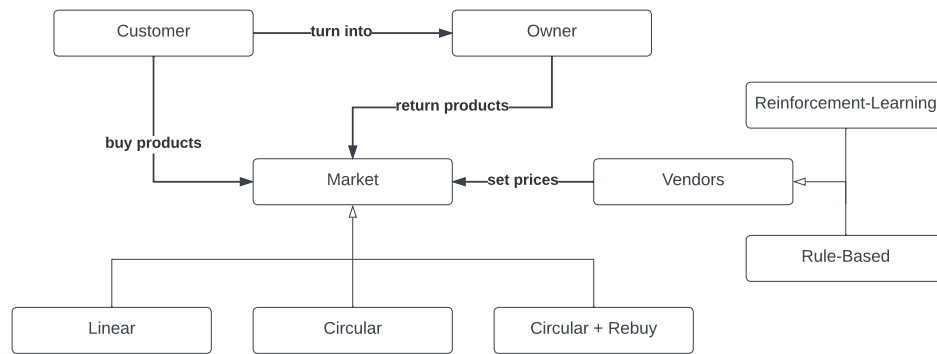 Customer
turn into
Owner
Reinforcement-Learning
return products
buy products
Market
set prices
Vendors
Rule-Based
Linear
Circular
Circular + Rebuy